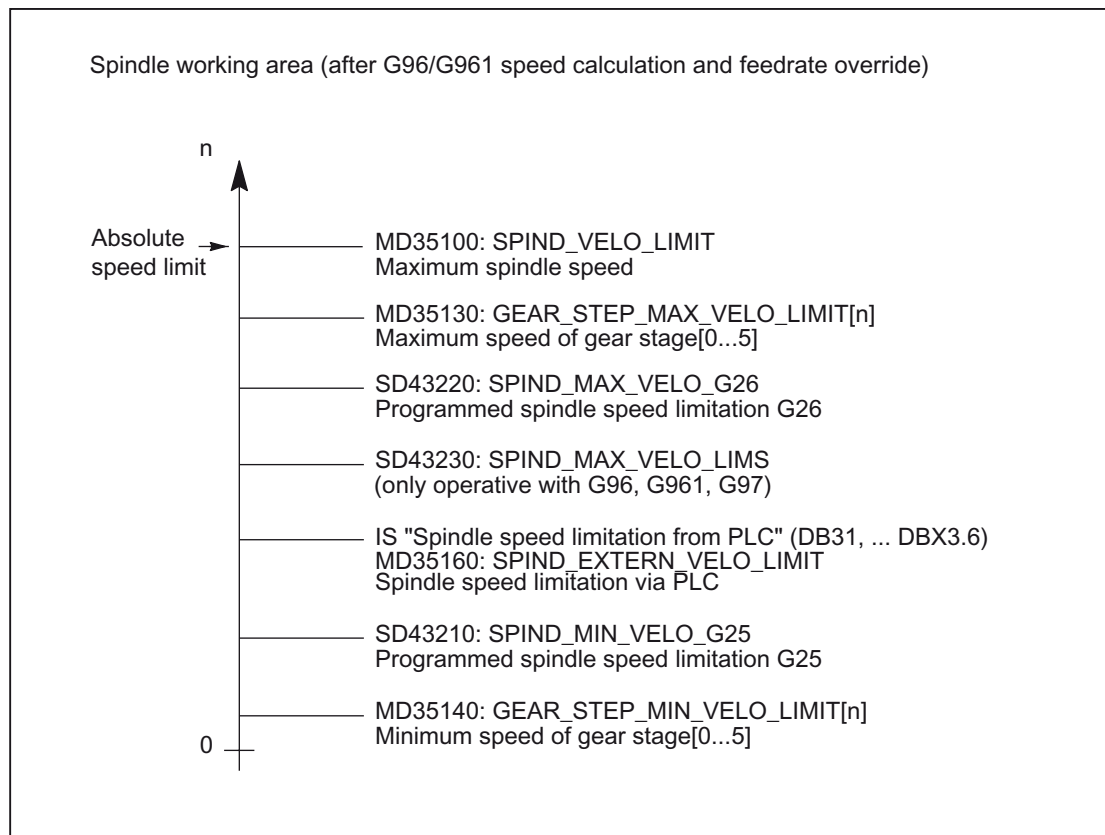 Spindle working area (after G96/G961 speed calculation and feedrate override)
n
Absolute
speed limit
MD35100: SPIND_VELO_LIMIT
Maximum spindle speed
MD35130: GEAR_STEP_MAX_VELO_LIMIT[n]
Maximum speed of gear stage[0...5]
SD43220: SPIND_MAX_VELO_G26
Programmed spindle speed limitation G26
SD43230: SPIND_MAX_VELO_LIMS
(only operative with G96, G961, G97)
IS "Spindle speed limitation from PLC" (DB31, ... DBX3.6)
MD35160: SPIND_EXTERN_VELO_LIMIT
Spindle speed limitation via PLC
SD43210: SPIND_MIN_VELO_G25
Programmed spindle speed limitation G25
MD35140: GEAR_STEP_MIN_VELO_LIMIT[n]
Minimum speed of gear stage[0...5]
0